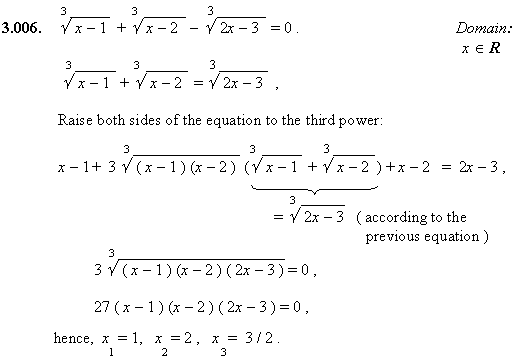 3.006. ∛(x – 1) + ∛(x – 2) – ∛(2x – 3) = 0 . Domain:
x ∈ R
∛(x – 1) + ∛(x – 2) = ∛(2x – 3) ,
Raise both sides of the equation to the third power:
x – 1 + 3 ∛(( x – 1 ) (x – 2 )) (∛(x – 1) + ∛(x – 2) ) + x – 2 = 2x – 3 ,
= ∛(2x – 3) ( according to the
previous equation )
3 ∛(( x – 1 ) (x – 2 ) ( 2x – 3 )) = 0 ,
27 ( x – 1 ) (x – 2 ) ( 2x – 3 ) = 0 ,
hence, x₁ = 1, x₂ = 2 , x₃ = 3 / 2 .